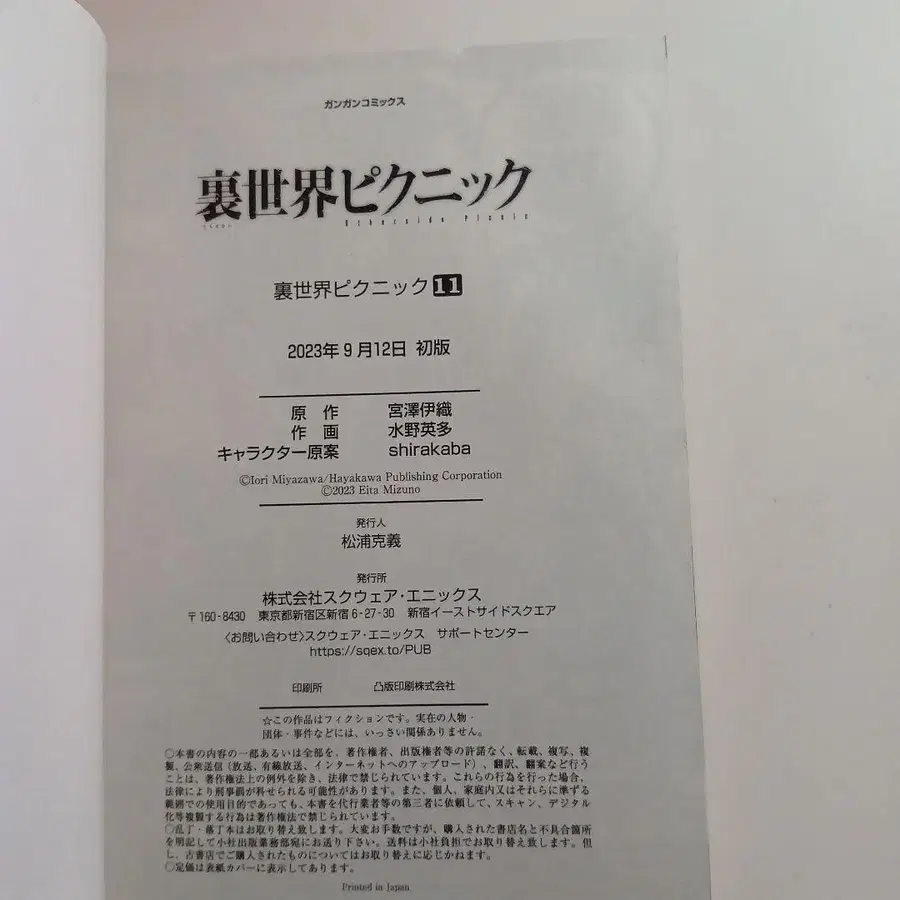 ガンガンコミックス
裏世界ピクニック
Otherside Picnic
裏世界ピクニック11
2023年9月12日 初版
原 作 宮澤伊織
作 画 水野英多
キャラクター原案 shirakaba
©Iori Miyazawa/Hayakawa Publishing Corporation
©2023 Eita Mizuno
発行人
松浦克義
発行所
株式会社スクウェア・エニックス
〒160-8430 東京都新宿区新宿6-27-30 新宿イーストサイドスクエア
〈お問い合わせ〉スクウェア・エニックス サポートセンター
https://sqex.to/PUB
印刷所 凸版印刷株式会社
☆この作品はフィクションです。実在の人物・
団体・事件などには、いっさい関係ありません。
○本書の内容の一部あるいは全部を、著作権者、出版権者等の許諾なく、転載、複写、複
製、公衆送信(放送、有線放送、インターネットへのアップロード)、翻訳、翻案など行う
ことは、著作権法上の例外を除き、法律で禁じられています。これらの行為を行った場合、
法律により刑事罰が科せられる可能性があります。また、個人、家庭内又はそれらに準ずる
範囲での使用目的であっても、本書を代行業者等の第三者に依頼して、スキャン、デジタル
化等複製する行為は著作権法で禁じられています。
○乱丁・落丁本はお取り替え致します。大変お手数ですが、購入された書店名と不具合箇所
を明記して小社出版業務部宛にお送り下さい。送料は小社負担でお取り替え致します。但
し、古書店でご購入されたものについてはお取り替えに応じかねます。
○定価は表紙カバーに表示してあります。
Printed in Japan